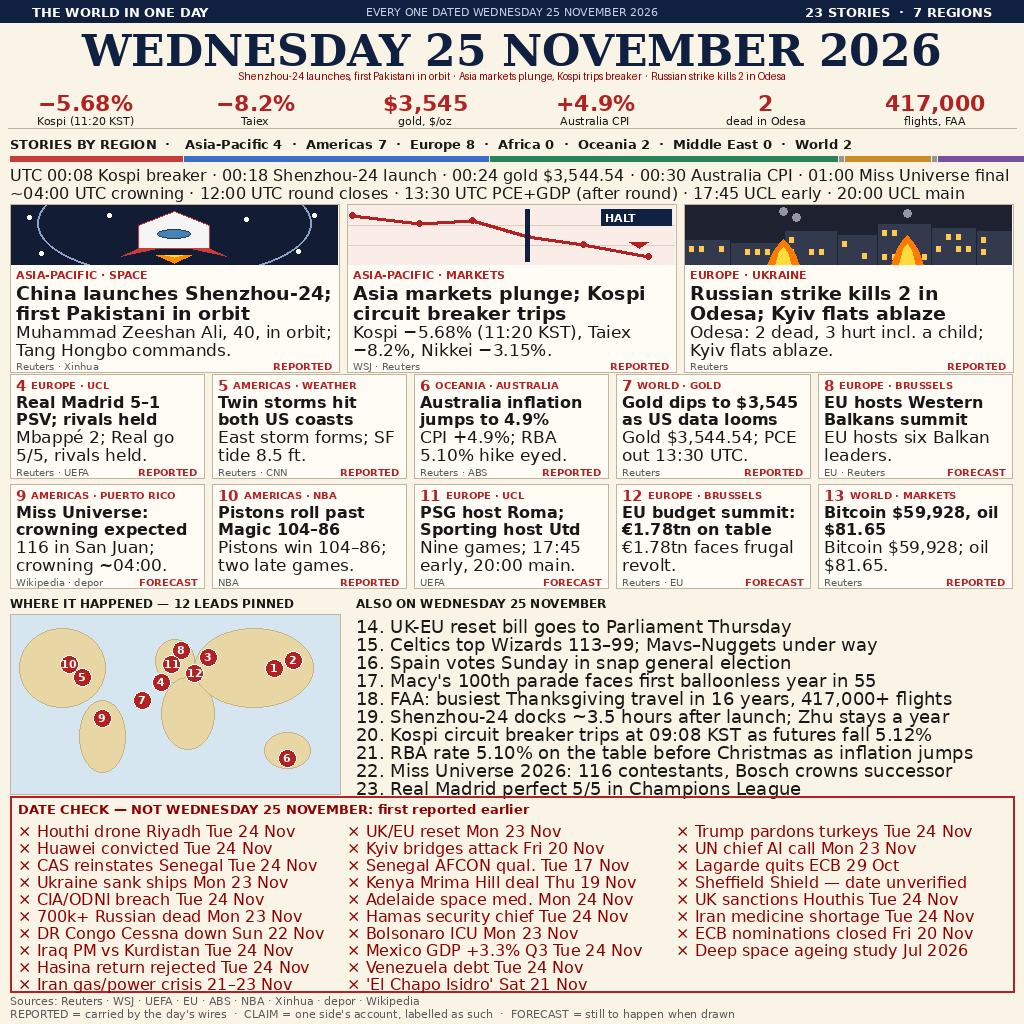 THE WORLD IN ONE DAY
EVERY ONE DATED WEDNESDAY 25 NOVEMBER 2026
23 STORIES · 7 REGIONS
WEDNESDAY 25 NOVEMBER 2026
Shenzhou-24 launches, first Pakistani in orbit · Asia markets plunge, Kospi trips breaker · Russian strike kills 2 in Odesa
−5.68%
Kospi (11:20 KST)
−8.2%
Taiex
$3,545
gold, $/oz
+4.9%
Australia CPI
2
dead in Odesa
417,000
flights, FAA
STORIES BY REGION · Asia-Pacific 4 · Americas 7 · Europe 8 · Africa 0 · Oceania 2 · Middle East 0 · World 2
UTC 00:08 Kospi breaker · 00:18 Shenzhou-24 launch · 00:24 gold $3,544.54 · 00:30 Australia CPI · 01:00 Miss Universe final
~04:00 UTC crowning · 12:00 UTC round closes · 13:30 UTC PCE+GDP (after round) · 17:45 UCL early · 20:00 UCL main
ASIA-PACIFIC · SPACE
China launches Shenzhou-24;
first Pakistani in orbit
Muhammad Zeeshan Ali, 40, in orbit;
Tang Hongbo commands.
Reuters · Xinhua
REPORTED
HALT
ASIA-PACIFIC · MARKETS
Asia markets plunge; Kospi
circuit breaker trips
Kospi −5.68% (11:20 KST), Taiex
−8.2%, Nikkei −3.15%.
WSJ · Reuters
REPORTED
EUROPE · UKRAINE
Russian strike kills 2 in
Odesa; Kyiv flats ablaze
Odesa: 2 dead, 3 hurt incl. a child;
Kyiv flats ablaze.
Reuters
REPORTED
4 EUROPE · UCL
Real Madrid 5–1
PSV; rivals held
Mbappé 2; Real go
5/5, rivals held.
Reuters · UEFA
REPORTED
5 AMERICAS · WEATHER
Twin storms hit
both US coasts
East storm forms; SF
tide 8.5 ft.
Reuters · CNN
REPORTED
6 OCEANIA · AUSTRALIA
Australia inflation
jumps to 4.9%
CPI +4.9%; RBA
5.10% hike eyed.
Reuters · ABS
REPORTED
7 WORLD · GOLD
Gold dips to $3,545
as US data looms
Gold $3,544.54; PCE
out 13:30 UTC.
Reuters
REPORTED
8 EUROPE · BRUSSELS
EU hosts Western
Balkans summit
EU hosts six Balkan
leaders.
EU · Reuters
FORECAST
9 AMERICAS · PUERTO RICO
Miss Universe:
crowning expected
116 in San Juan;
crowning ~04:00.
Wikipedia · depor
FORECAST
10 AMERICAS · NBA
Pistons roll past
Magic 104–86
Pistons win 104–86;
two late games.
NBA
REPORTED
11 EUROPE · UCL
PSG host Roma;
Sporting host Utd
Nine games; 17:45
early, 20:00 main.
UEFA
FORECAST
12 EUROPE · BRUSSELS
EU budget summit:
€1.78tn on table
€1.78tn faces frugal
revolt.
Reuters · EU
FORECAST
13 WORLD · MARKETS
Bitcoin $59,928, oil
$81.65
Bitcoin $59,928; oil
$81.65.
Reuters
REPORTED
WHERE IT HAPPENED — 12 LEADS PINNED
10
5
9
7
4
11
8
12
3
1
2
6
ALSO ON WEDNESDAY 25 NOVEMBER
14. UK-EU reset bill goes to Parliament Thursday
15. Celtics top Wizards 113–99; Mavs–Nuggets under way
16. Spain votes Sunday in snap general election
17. Macy's 100th parade faces first balloonless year in 55
18. FAA: busiest Thanksgiving travel in 16 years, 417,000+ flights
19. Shenzhou-24 docks ~3.5 hours after launch; Zhu stays a year
20. Kospi circuit breaker trips at 09:08 KST as futures fall 5.12%
21. RBA rate 5.10% on the table before Christmas as inflation jumps
22. Miss Universe 2026: 116 contestants, Bosch crowns successor
23. Real Madrid perfect 5/5 in Champions League
DATE CHECK — NOT WEDNESDAY 25 NOVEMBER: first reported earlier
× Houthi drone Riyadh Tue 24 Nov
× Huawei convicted Tue 24 Nov
× CAS reinstates Senegal Tue 24 Nov
× Ukraine sank ships Mon 23 Nov
× CIA/ODNI breach Tue 24 Nov
× 700k+ Russian dead Mon 23 Nov
× DR Congo Cessna down Sun 22 Nov
× Iraq PM vs Kurdistan Tue 24 Nov
× Hasina return rejected Tue 24 Nov
× Iran gas/power crisis 21–23 Nov
× UK/EU reset Mon 23 Nov
× Kyiv bridges attack Fri 20 Nov
× Senegal AFCON qual. Tue 17 Nov
× Kenya Mrima Hill deal Thu 19 Nov
× Adelaide space med. Mon 24 Nov
× Hamas security chief Tue 24 Nov
× Bolsonaro ICU Mon 23 Nov
× Mexico GDP +3.3% Q3 Tue 24 Nov
× Venezuela debt Tue 24 Nov
× 'El Chapo Isidro' Sat 21 Nov
× Trump pardons turkeys Tue 24 Nov
× UN chief AI call Mon 23 Nov
× Lagarde quits ECB 29 Oct
× Sheffield Shield — date unverified
× UK sanctions Houthis Tue 24 Nov
× Iran medicine shortage Tue 24 Nov
× ECB nominations closed Fri 20 Nov
× Deep space ageing study Jul 2026
Sources: Reuters · WSJ · UEFA · EU · ABS · NBA · Xinhua · depor · Wikipedia
REPORTED = carried by the day's wires · CLAIM = one side's account, labelled as such · FORECAST = still to happen when drawn